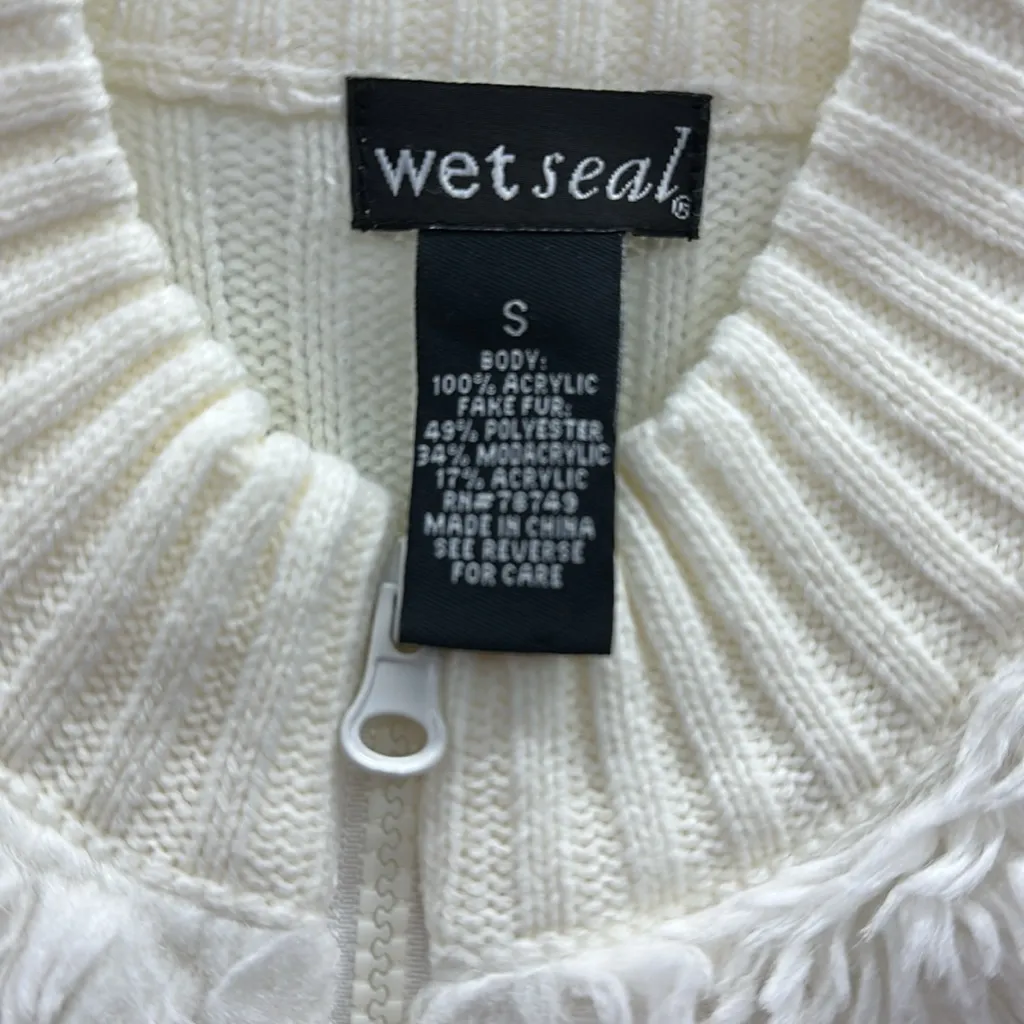 wet seal®
S
BODY:
100% ACRYLIC
FAKE FUR:
49% POLYESTER
34% MODACRYLIC
17% ACRYLIC
RN#78749
MADE IN CHINA
SEE REVERSE
FOR CARE